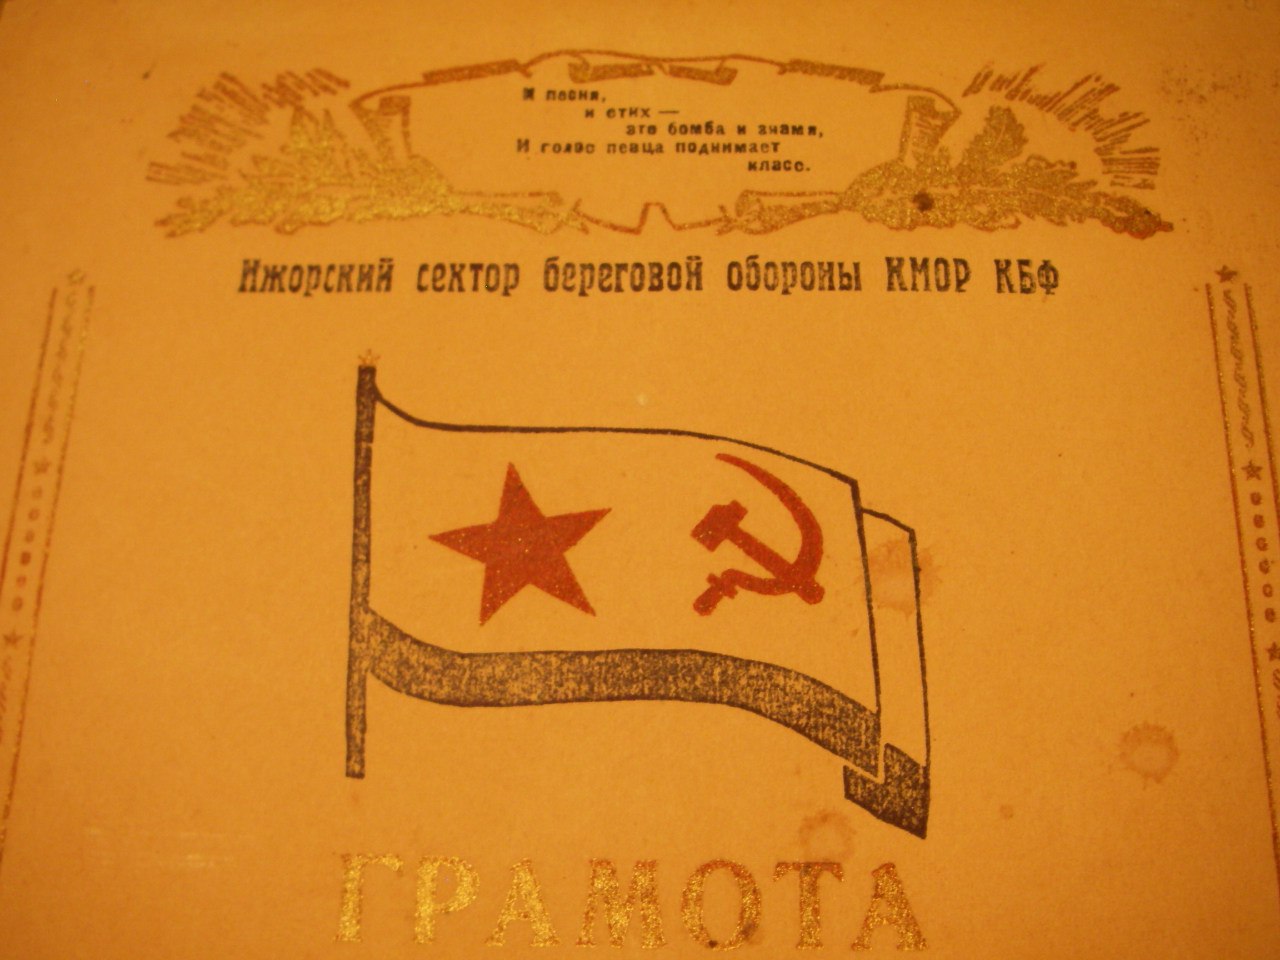 И песня,
и стих —
это бомба и знамя,
И голос певца поднимает
класс.
Ижорский сектор береговой обороны КМОР КБФ
ГРАМОТА